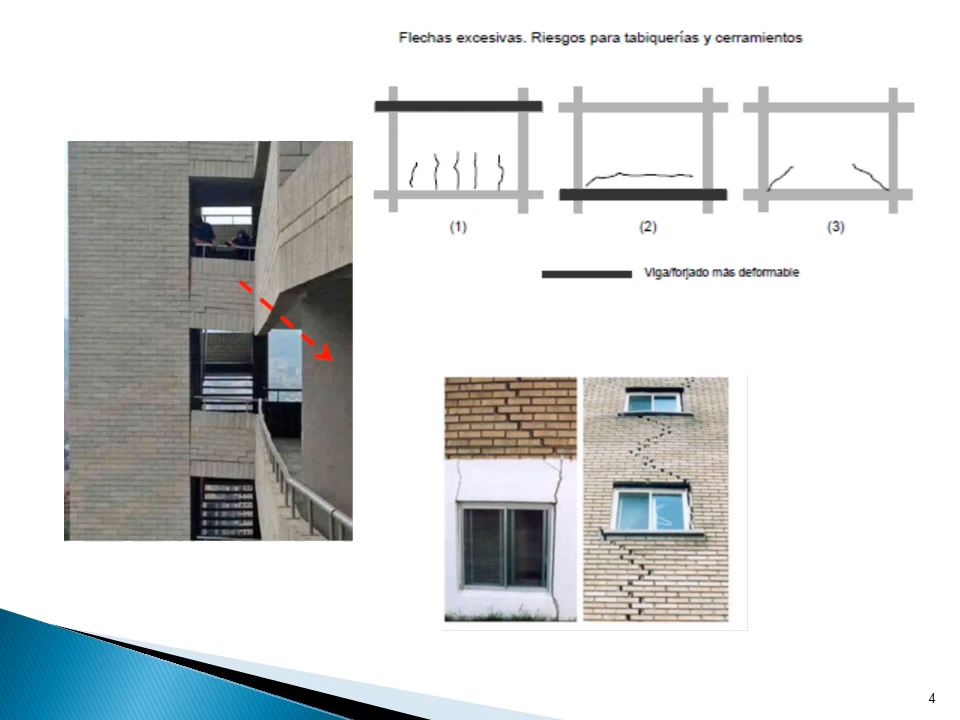 Flechas excesivas. Riesgos para tabiquerías y cerramientos
(1)
(2)
(3)
Viga/forjado más deformable
4